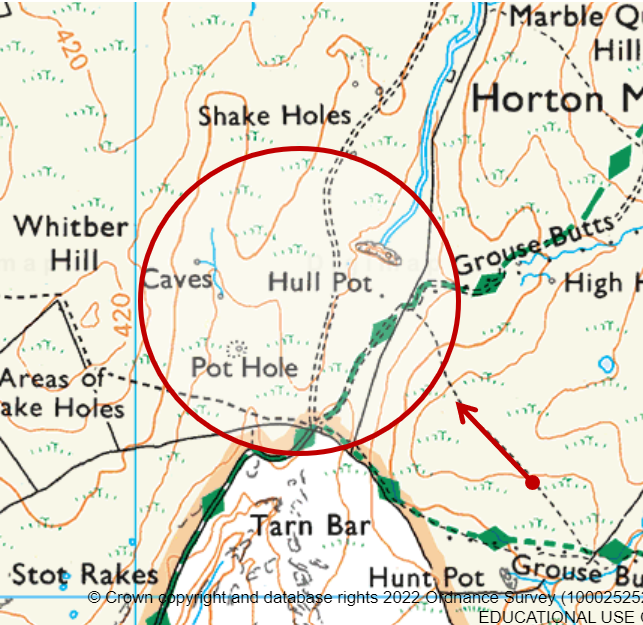 Marble Q
Hill
420
Horton M
Shake Holes
Whitber
Hill
Grouse Butts
Caves
Hull Pot
High H
420
Pot Hole
Areas of
ake Holes
Tarn Bar
Stot Rakes
Hunt Pot
Grouse Bu
© Crown copyright and database rights 2022 Ordnance Survey (100025252
EDUCATIONAL USE